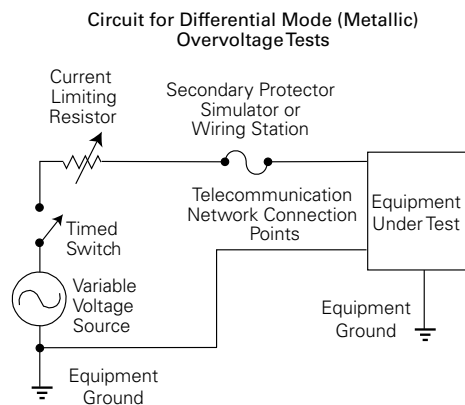 Circuit for Differential Mode (Metallic)
Overvoltage Tests
Current
Limiting
Resistor
Secondary Protector
Simulator or
Wiring Station
Telecommunication
Network Connection
Points
Equipment
Under Test
Timed
Switch
Variable
Voltage
Source
Equipment
Ground
Equipment
Ground